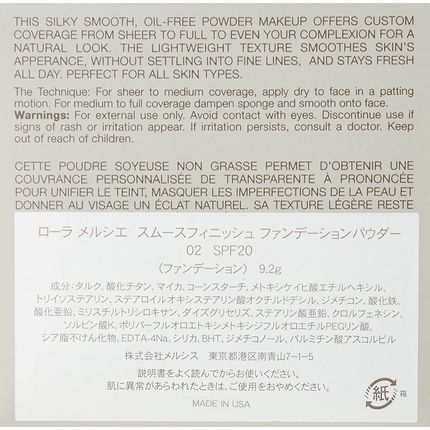 THIS SILKY SMOOTH, OIL-FREE POWDER MAKEUP OFFERS CUSTOM
COVERAGE FROM SHEER TO FULL TO EVEN YOUR COMPLEXION FOR A
NATURAL LOOK. THE LIGHTWEIGHT TEXTURE SMOOTHES SKIN'S
APPERANCE, WITHOUT SETTLING INTO FINE LINES, AND STAYS FRESH
ALL DAY. PERFECT FOR ALL SKIN TYPES.
The Technique: For sheer to medium coverage, apply dry to face in a patting
motion. For medium to full coverage dampen sponge and smooth onto face.
Warnings: For external use only. Avoid contact with eyes. Discontinue use if
signs of rash or irritation appear. If irritation persists, consult a doctor. Keep
out of reach of children.
CETTE POUDRE SOYEUSE NON GRASSE PERMET D'OBTENIR UNE
COUVRANCE PERSONNALISÉE DE TRANSPARENTE À PRONONCÉE
POUR UNIFIER LE TEINT, MASQUER LES IMPERFECTIONS DE LA PEAU ET
DONNER AU VISAGE UN ÉCLAT NATUREL. SA TEXTURE LÉGÈRE RESTE
ローラ メルシエ スムースフィニッシュ ファンデーションパウダー
02 SPF20
(ファンデーション) 9.2g
成分:タルク、酸化チタン、マイカ、コーンスターチ、メトキシケイヒ酸エチルヘキシル、
トリイソステアリン、ステアロイルオキシステアリン酸オクチルドデシル、ジメチコン、酸化鉄、
酸化亜鉛、ミリスチルトリシロキサン、ダイズグリセリズ、ステアリン酸亜鉛、クロルフェネシン、
ソルビン酸K、ポリパーフルオロエトキシメトキシジフルオロエチルPEGリン酸、
シア脂不けん化物、EDTA-4Na、シリカ、BHT、ジメチコノール、パルミチン酸アスコルビル
株式会社メルシス 東京都港区南青山7-1-5
説明書をよく読んでからお使いください。
肌に異常があらわれたときは、ご使用をおやめください。
MADE IN USA
紙 箱